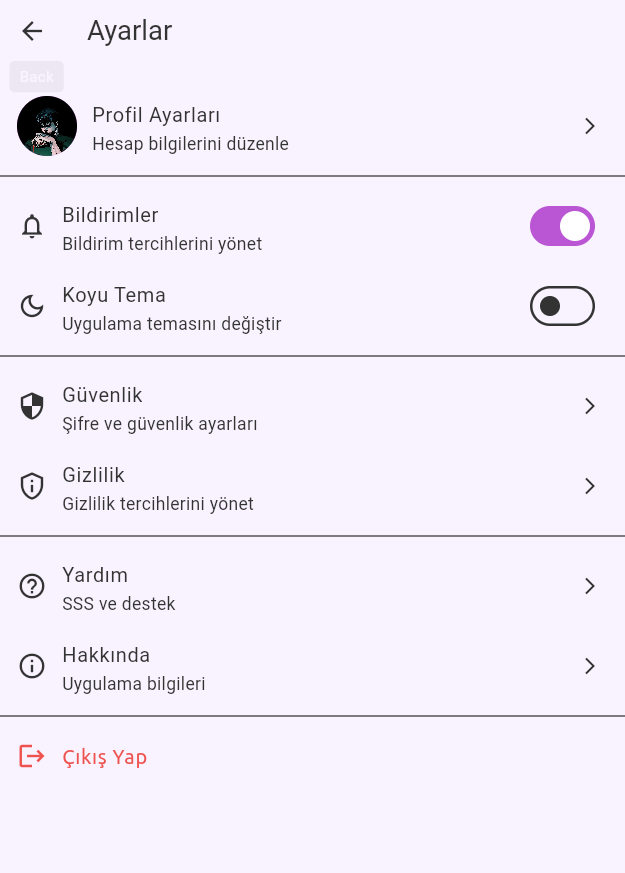 Ayarlar
Back
Profil Ayarları
Hesap bilgilerini düzenle
Bildirimler
Bildirim tercihlerini yönet
Koyu Tema
Uygulama temasını değiştir
Güvenlik
Şifre ve güvenlik ayarları
Gizlilik
Gizlilik tercihlerini yönet
Yardım
SSS ve destek
Hakkında
Uygulama bilgileri
Çıkış Yap